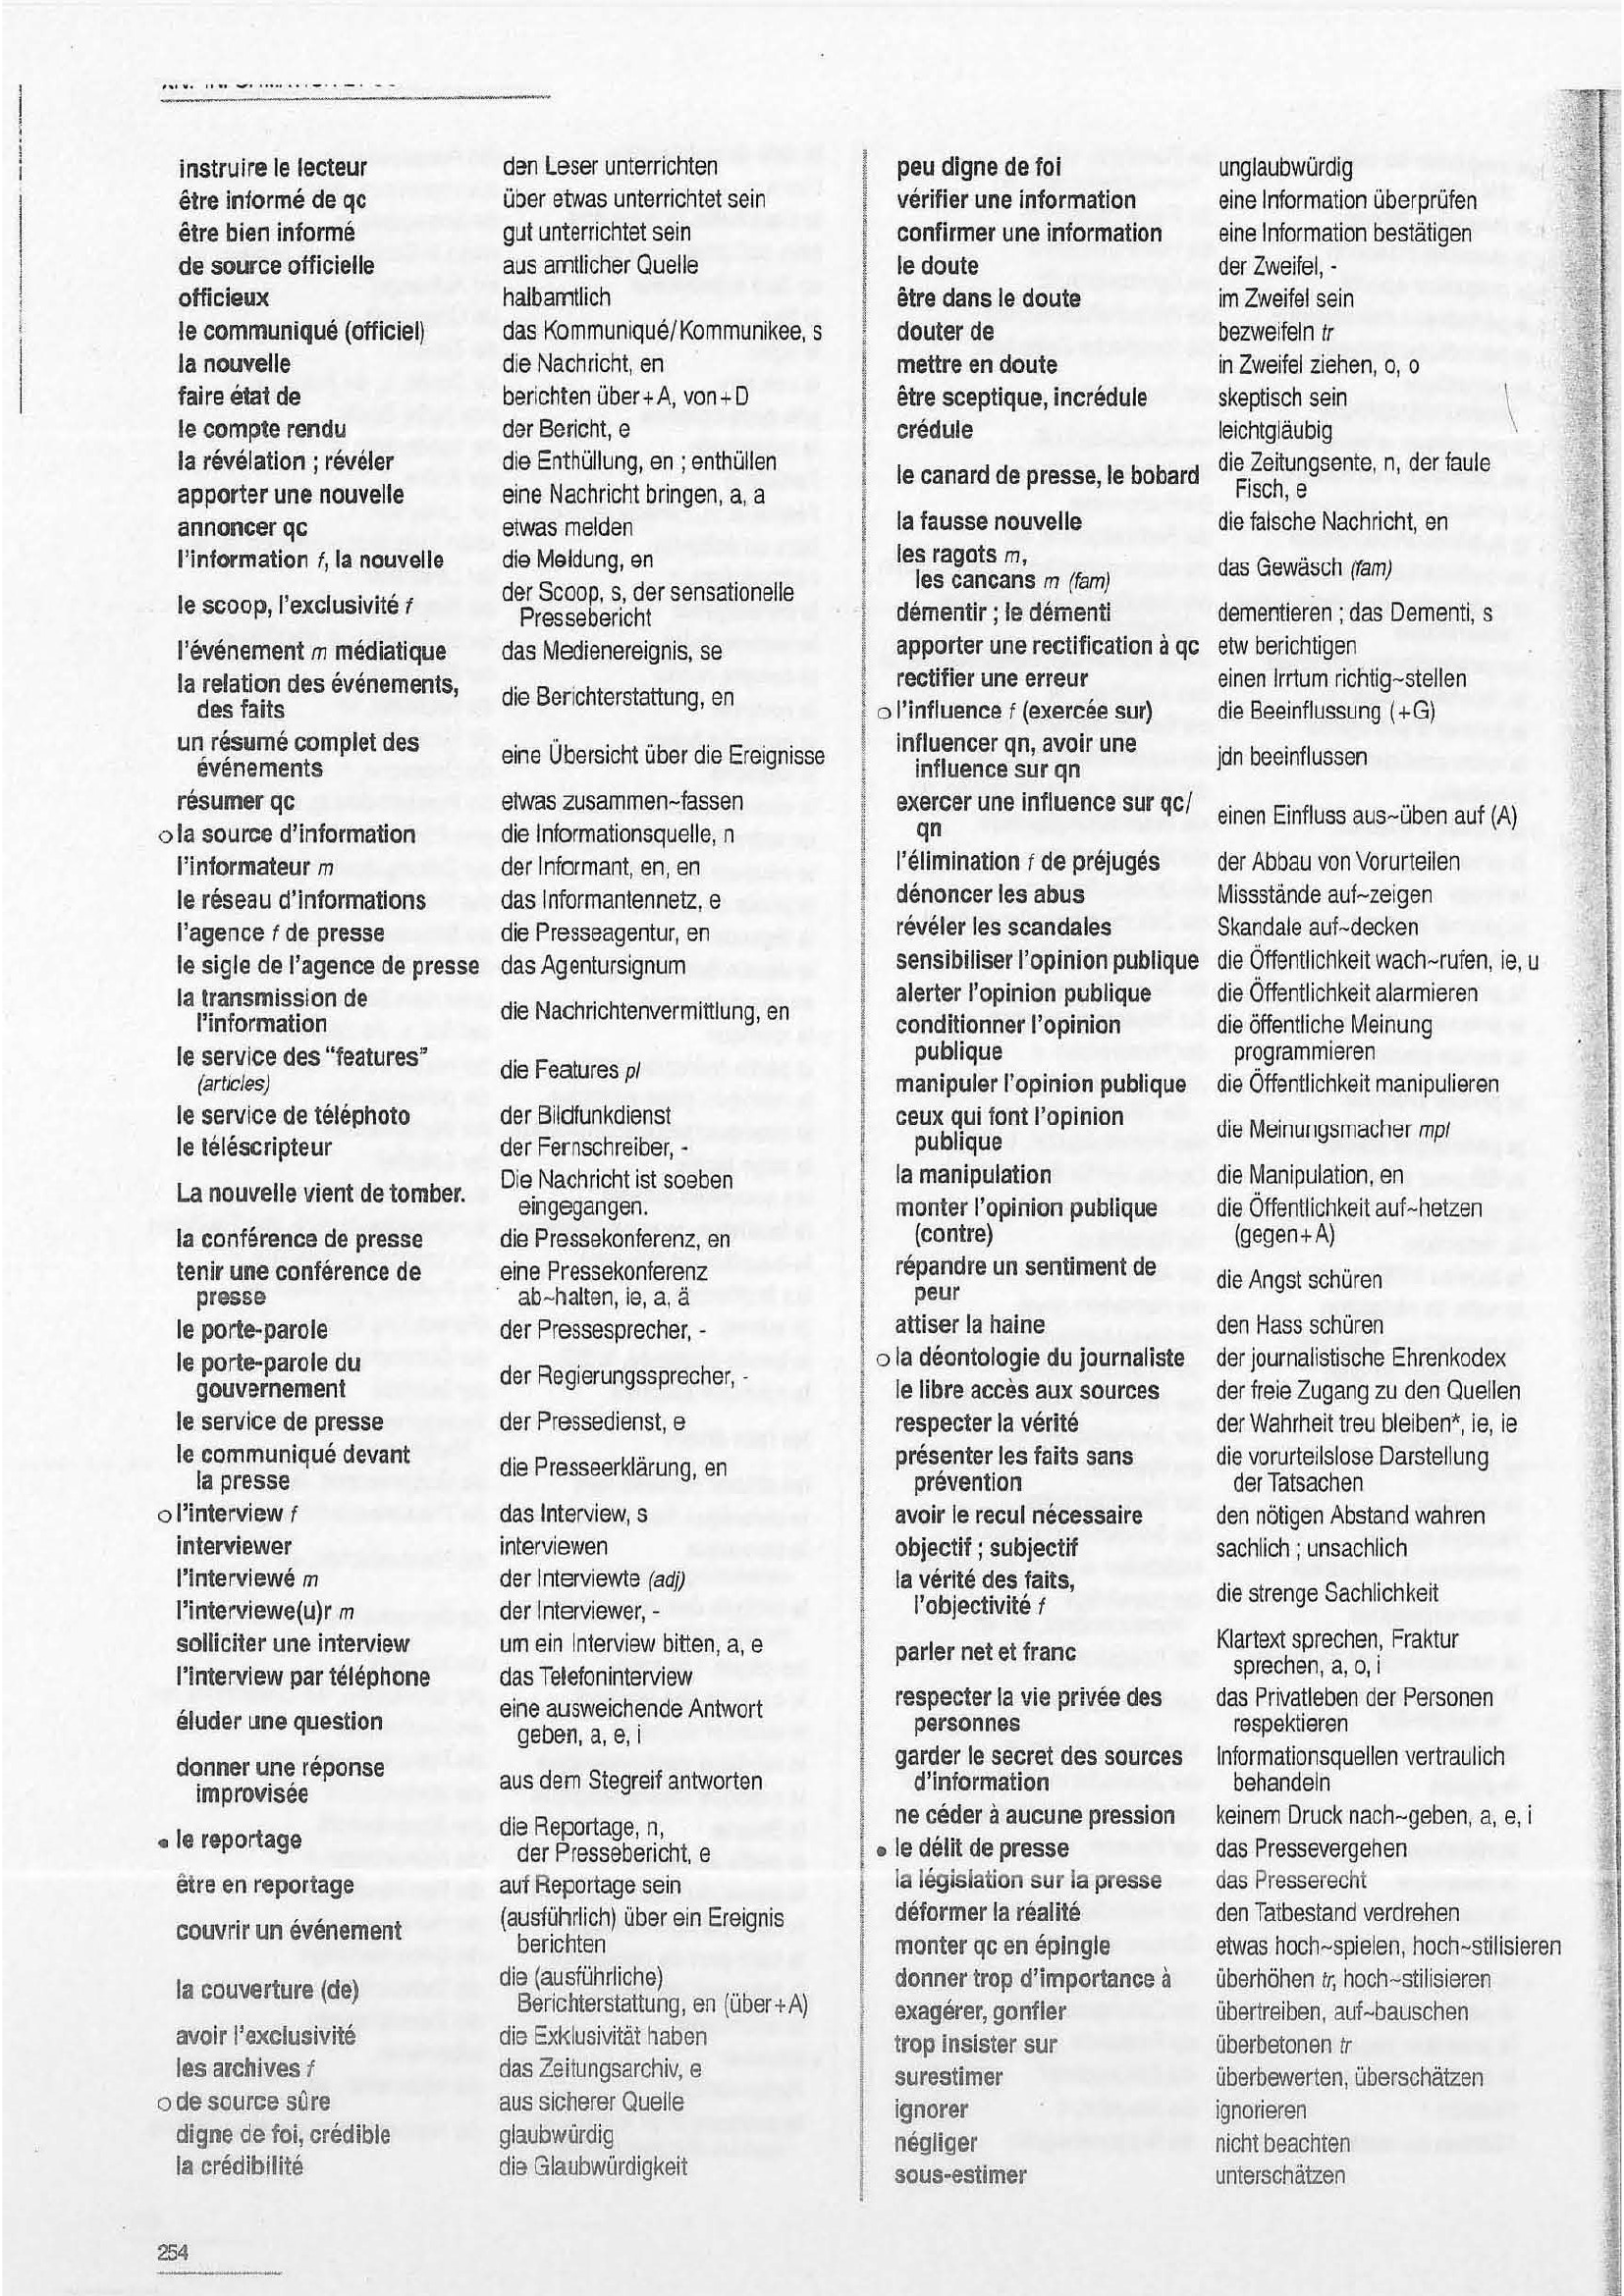 instruire le lecteur den Leser unterrichten
être informé de qc über etwas unterrichtet sein
être bien informé gut unterrichtet sein
de source officielle aus amtlicher Quelle
officieux halbamtlich
le communiqué (officiel) das Kommuniqué/Kommunikee, s
la nouvelle die Nachricht, en
faire état de berichten über+A, von+D
le compte rendu der Bericht, e
la révélation ; révéler die Enthüllung, en ; enthüllen
apporter une nouvelle eine Nachricht bringen, a, a
annoncer qc etwas melden
l'information f, la nouvelle die Meldung, en
le scoop, l'exclusivité f der Scoop, s, der sensationelle
Pressebericht
l'événement m médiatique das Medienereignis, se
la relation des événements,
des faits die Berichterstattung, en
un résumé complet des
événements eine Übersicht über die Ereignisse
résumer qc etwas zusammen~fassen
o la source d'information die Informationsquelle, n
l'informateur m der Informant, en, en
le réseau d'informations das Informantennetz, e
l'agence f de presse die Presseagentur, en
le sigle de l'agence de presse das Agentursignum
la transmission de
l'information die Nachrichtenvermittlung, en
le service des "features"
(articles) die Features pl
le service de téléphoto der Bildfunkdienst
le téléscripteur der Fernschreiber, -
La nouvelle vient de tomber. Die Nachricht ist soeben
eingegangen.
la conférence de presse die Pressekonferenz, en
tenir une conférence de eine Pressekonferenz
presse ab~halten, ie, a, ä
le porte-parole der Pressesprecher, -
le porte-parole du
gouvernement der Regierungssprecher, -
le service de presse der Pressedienst, e
le communiqué devant
la presse die Presseerklärung, en
o l'interview f das Interview, s
interviewer interviewen
l'interviewé m der Interviewte (adj)
l'interviewe(u)r m der Interviewer, -
solliciter une interview um ein Interview bitten, a, e
l'interview par téléphone das Telefoninterview
éluder une question eine ausweichende Antwort
geben, a, e, i
donner une réponse
improvisée aus dem Stegreif antworten
• le reportage die Reportage, n,
der Pressebericht, e
être en reportage auf Reportage sein
couvrir un événement (ausführlich) über ein Ereignis
berichten
la couverture (de) die (ausführliche)
Berichterstattung, en (über+A)
avoir l'exclusivité die Exklusivität haben
les archives f das Zeitungsarchiv, e
o de source sûre aus sicherer Quelle
digne de foi, crédible glaubwürdig
la crédibilité die Glaubwürdigkeit
peu digne de foi unglaubwürdig
vérifier une information eine Information überprüfen
confirmer une information eine Information bestätigen
le doute der Zweifel, -
être dans le doute im Zweifel sein
douter de bezweifeln tr
mettre en doute in Zweifel ziehen, o, o
être sceptique, incrédule skeptisch sein
crédule leichtgläubig
le canard de presse, le bobard die Zeitungsente, n, der faule
Fisch, e
la fausse nouvelle die falsche Nachricht, en
les ragots m,
les cancans m (fam) das Gewäsch (fam)
démentir ; le démenti dementieren ; das Dementi, s
apporter une rectification à qc etw berichtigen
rectifier une erreur einen Irrtum richtig~stellen
o l'influence f (exercée sur) die Beeinflussung (+G)
influencer qn, avoir une
influence sur qn jdn beeinflussen
exercer une influence sur qc/
qn einen Einfluss aus~üben auf (A)
l'élimination f de préjugés der Abbau von Vorurteilen
dénoncer les abus Missstände auf~zeigen
révéler les scandales Skandale auf~decken
sensibiliser l'opinion publique die Öffentlichkeit wach~rufen, ie, u
alerter l'opinion publique die Öffentlichkeit alarmieren
conditionner l'opinion die öffentliche Meinung
publique programmieren
manipuler l'opinion publique die Öffentlichkeit manipulieren
ceux qui font l'opinion
publique die Meinungsmacher mpl
la manipulation die Manipulation, en
monter l'opinion publique die Öffentlichkeit auf~hetzen
(contre) (gegen+A)
répandre un sentiment de
peur die Angst schüren
attiser la haine den Hass schüren
o la déontologie du journaliste der journalistische Ehrenkodex
le libre accès aux sources der freie Zugang zu den Quellen
respecter la vérité der Wahrheit treu bleiben*, ie, ie
présenter les faits sans die vorurteilslose Darstellung
prévention der Tatsachen
avoir le recul nécessaire den nötigen Abstand wahren
objectif ; subjectif sachlich ; unsachlich
la vérité des faits,
l'objectivité f die strenge Sachlichkeit
parler net et franc Klartext sprechen, Fraktur
sprechen, a, o, i
respecter la vie privée des das Privatleben der Personen
personnes respektieren
garder le secret des sources Informationsquellen vertraulich
d'information behandeln
ne céder à aucune pression keinem Druck nach~geben, a, e, i
• le délit de presse das Pressevergehen
la législation sur la presse das Presserecht
déformer la réalité den Tatbestand verdrehen
monter qc en épingle etwas hoch~spielen, hoch~stilisieren
donner trop d'importance à überhöhen tr, hoch~stilisieren
exagérer, gonfler übertreiben, auf~bauschen
trop insister sur überbetonen tr
surestimer überbewerten, überschätzen
ignorer ignorieren
négliger nicht beachten
sous-estimer unterschätzen
254